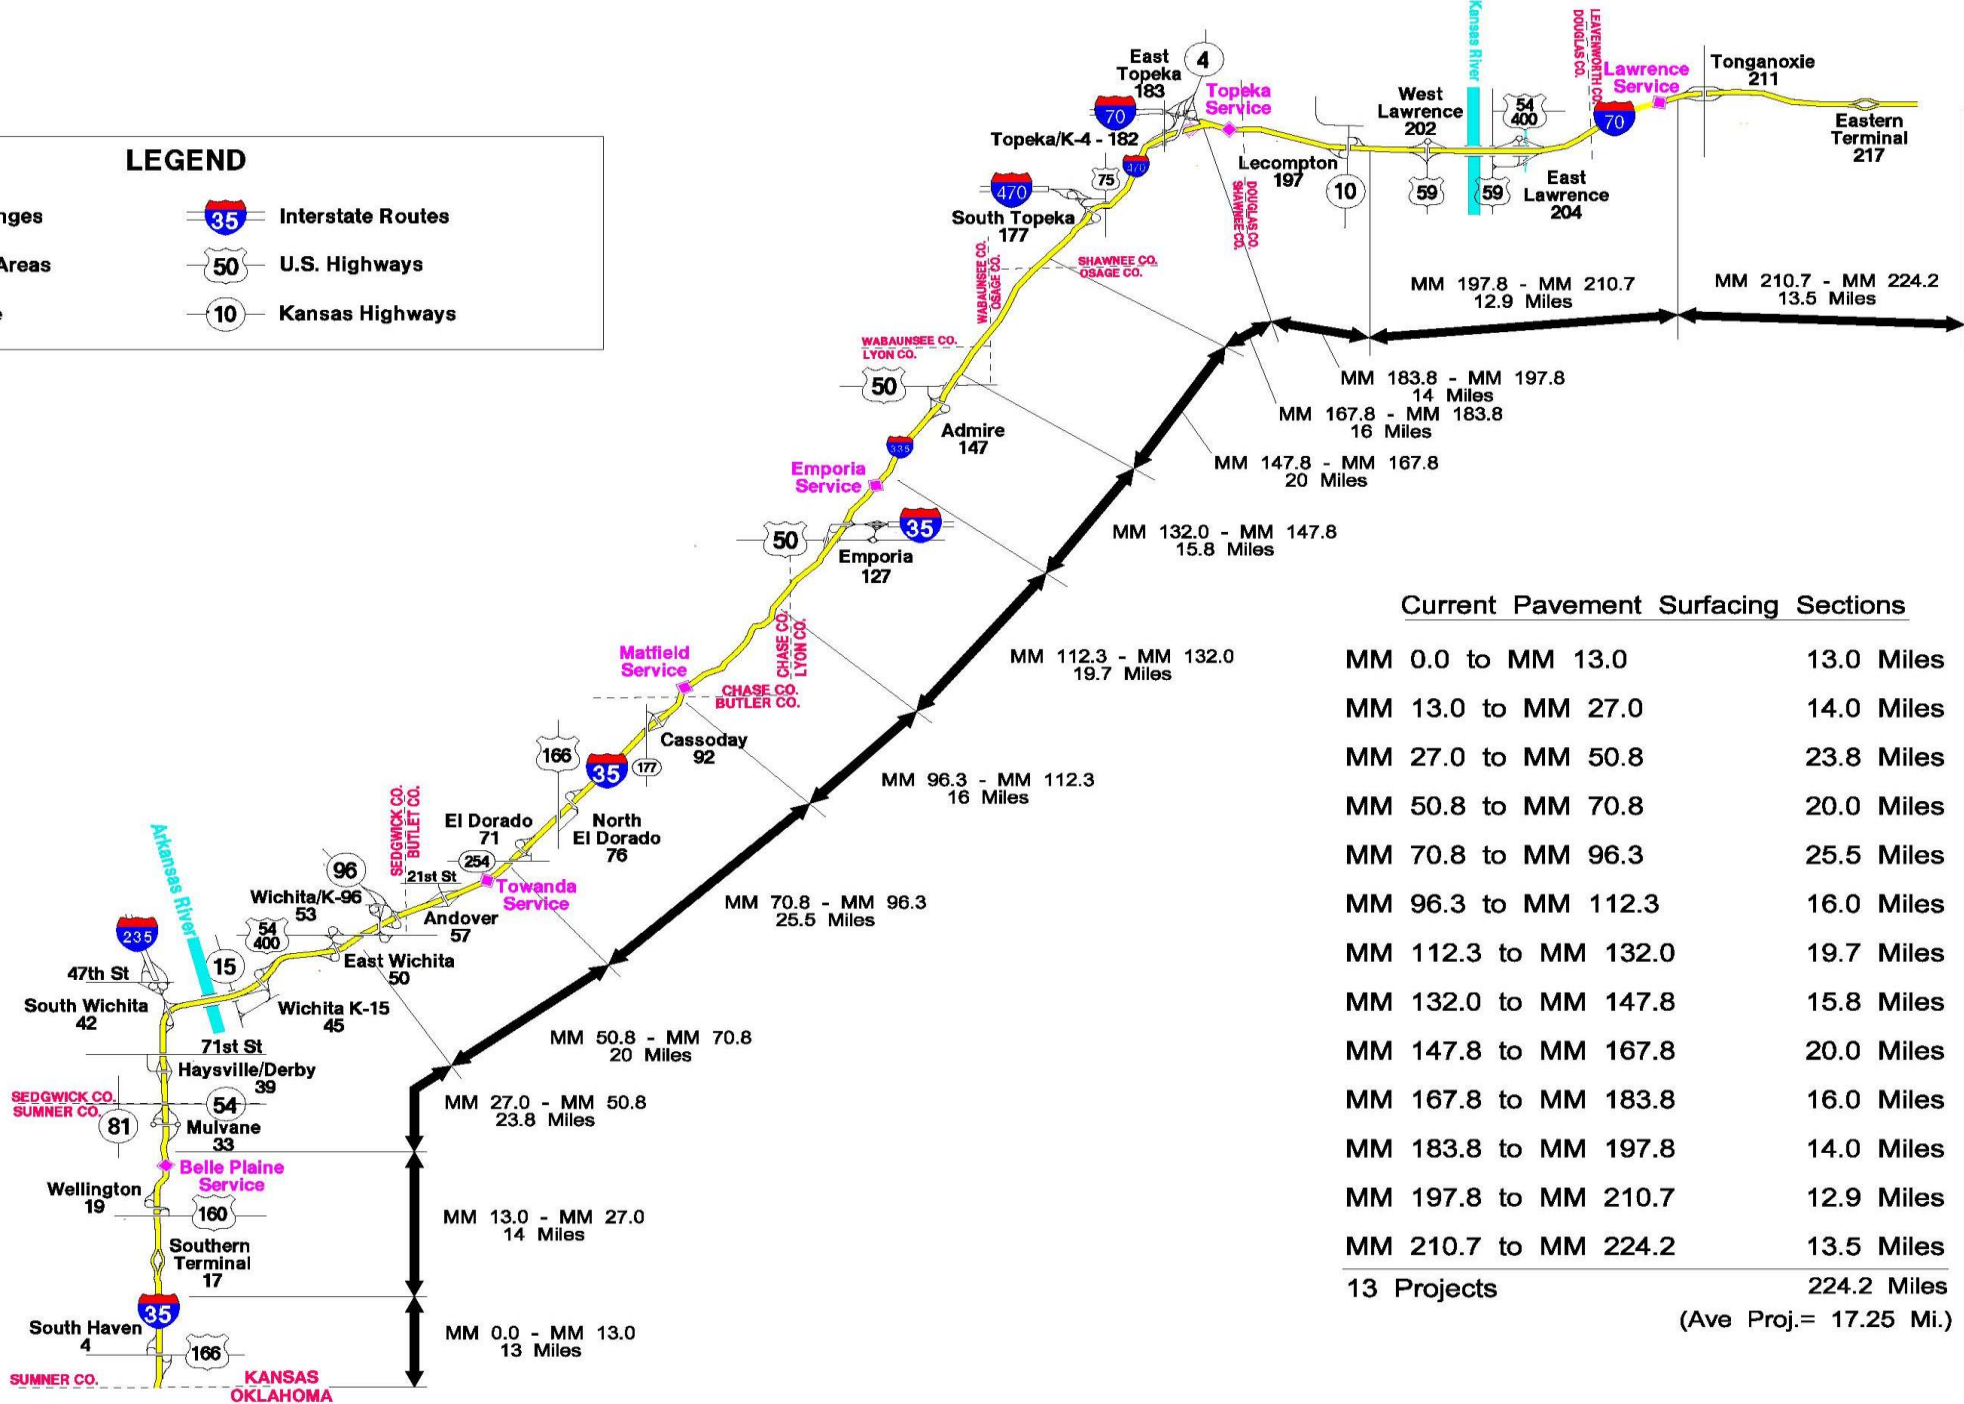 LEGEND
nges
Areas
e
35 Interstate Routes
50 U.S. Highways
10 Kansas Highways
East
Topeka
183
4
70
Topeka/K-4 - 182
Topeka
Service
470
75
470
South Topeka
177
Lecompton
197
10
West
Lawrence
202
59
Kansas River
59
54
400
East
Lawrence
204
LEAVENWORTH CO.
DOUGLAS CO.
70
Lawrence
Service
Tonganoxie
211
Eastern
Terminal
217
DOUGLAS CO.
SHAWNEE CO.
SHAWNEE CO.
OSAGE CO.
WABAUNSEE CO.
OSAGE CO.
WABAUNSEE CO.
LYON CO.
50
Admire
147
335
Emporia
Service
35
50
Emporia
127
CHASE CO.
LYON CO.
Matfield
Service
CHASE CO.
BUTLER CO.
Cassoday
92
177
166
35
North
El Dorado
76
El Dorado
71
254
21st St
Towanda
Service
SEDGWICK CO.
BUTLET CO.
96
Wichita/K-96
53
Andover
57
54
400
East Wichita
50
Arkansas River
15
235
47th St
South Wichita
42
Wichita K-15
45
71st St
Haysville/Derby
39
SEDGWICK CO.
SUMNER CO.
54
81
Mulvane
33
Belle Plaine
Service
Wellington
19
160
Southern
Terminal
17
35
South Haven
4
166
SUMNER CO.
KANSAS
OKLAHOMA
MM 210.7 - MM 224.2
13.5 Miles
MM 197.8 - MM 210.7
12.9 Miles
MM 183.8 - MM 197.8
14 Miles
MM 167.8 - MM 183.8
16 Miles
MM 147.8 - MM 167.8
20 Miles
MM 132.0 - MM 147.8
15.8 Miles
MM 112.3 - MM 132.0
19.7 Miles
MM 96.3 - MM 112.3
16 Miles
MM 70.8 - MM 96.3
25.5 Miles
MM 50.8 - MM 70.8
20 Miles
MM 27.0 - MM 50.8
23.8 Miles
MM 13.0 - MM 27.0
14 Miles
MM 0.0 - MM 13.0
13 Miles
Current Pavement Surfacing Sections
MM 0.0 to MM 13.0 13.0 Miles
MM 13.0 to MM 27.0 14.0 Miles
MM 27.0 to MM 50.8 23.8 Miles
MM 50.8 to MM 70.8 20.0 Miles
MM 70.8 to MM 96.3 25.5 Miles
MM 96.3 to MM 112.3 16.0 Miles
MM 112.3 to MM 132.0 19.7 Miles
MM 132.0 to MM 147.8 15.8 Miles
MM 147.8 to MM 167.8 20.0 Miles
MM 167.8 to MM 183.8 16.0 Miles
MM 183.8 to MM 197.8 14.0 Miles
MM 197.8 to MM 210.7 12.9 Miles
MM 210.7 to MM 224.2 13.5 Miles
13 Projects 224.2 Miles
(Ave Proj.= 17.25 Mi.)